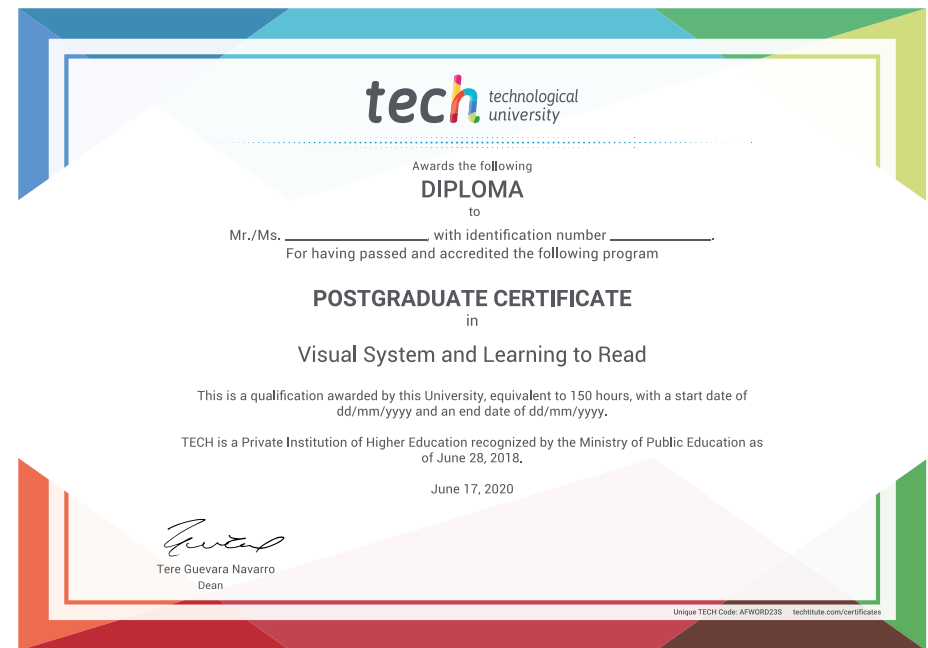 tech technological
university
Awards the following
DIPLOMA
to
Mr./Ms. ____________________, with identification number ______________.
For having passed and accredited the following program
POSTGRADUATE CERTIFICATE
in
Visual System and Learning to Read
This is a qualification awarded by this University, equivalent to 150 hours, with a start date of
dd/mm/yyyy and an end date of dd/mm/yyyy.
TECH is a Private Institution of Higher Education recognized by the Ministry of Public Education as
of June 28, 2018.
June 17, 2020
Tere Guevara Navarro
Dean
Unique TECH Code: AFWORD23S techtitute.com/certificates